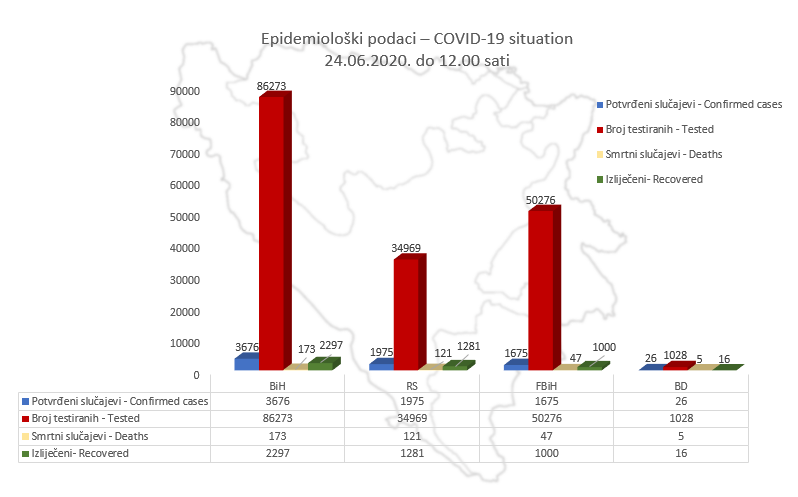 Epidemiološki podaci – COVID-19 situation
24.06.2020. do 12.00 sati
Potvrđeni slučajevi - Confirmed cases
Broj testiranih - Tested
Smrtni slučajevi - Deaths
Izliječeni- Recovered
90000
80000
70000
60000
50000
40000
30000
20000
10000
0
3676 86273 173 2297
1975 34969 121 1281
1675 50276 47 1000
26 1028 5 16
BiH RS FBiH BD
Potvrđeni slučajevi - Confirmed cases 3676 1975 1675 26
Broj testiranih - Tested 86273 34969 50276 1028
Smrtni slučajevi - Deaths 173 121 47 5
Izliječeni- Recovered 2297 1281 1000 16